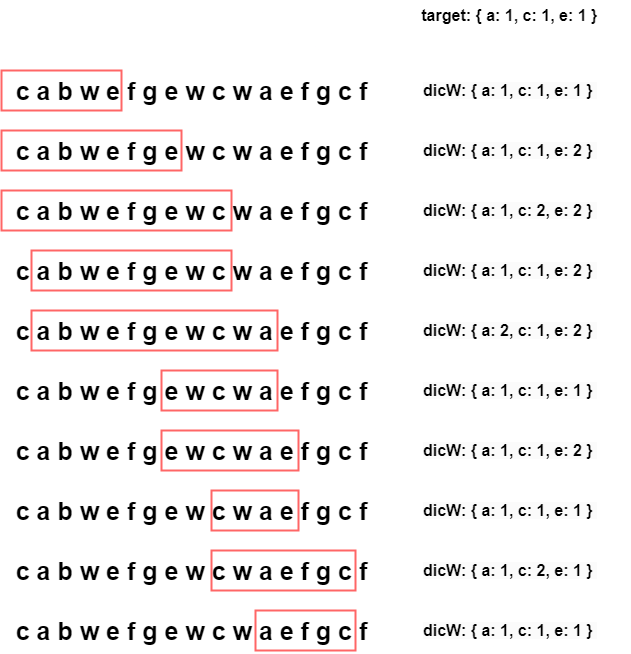 target: { a: 1, c: 1, e: 1 }
c a b w e f g e w c w a e f g c f dicW: { a: 1, c: 1, e: 1 }
c a b w e f g e w c w a e f g c f dicW: { a: 1, c: 1, e: 2 }
c a b w e f g e w c w a e f g c f dicW: { a: 1, c: 2, e: 2 }
c a b w e f g e w c w a e f g c f dicW: { a: 1, c: 1, e: 2 }
c a b w e f g e w c w a e f g c f dicW: { a: 2, c: 1, e: 2 }
c a b w e f g e w c w a e f g c f dicW: { a: 1, c: 1, e: 1 }
c a b w e f g e w c w a e f g c f dicW: { a: 1, c: 1, e: 2 }
c a b w e f g e w c w a e f g c f dicW: { a: 1, c: 1, e: 1 }
c a b w e f g e w c w a e f g c f dicW: { a: 1, c: 2, e: 1 }
c a b w e f g e w c w a e f g c f dicW: { a: 1, c: 1, e: 1 }